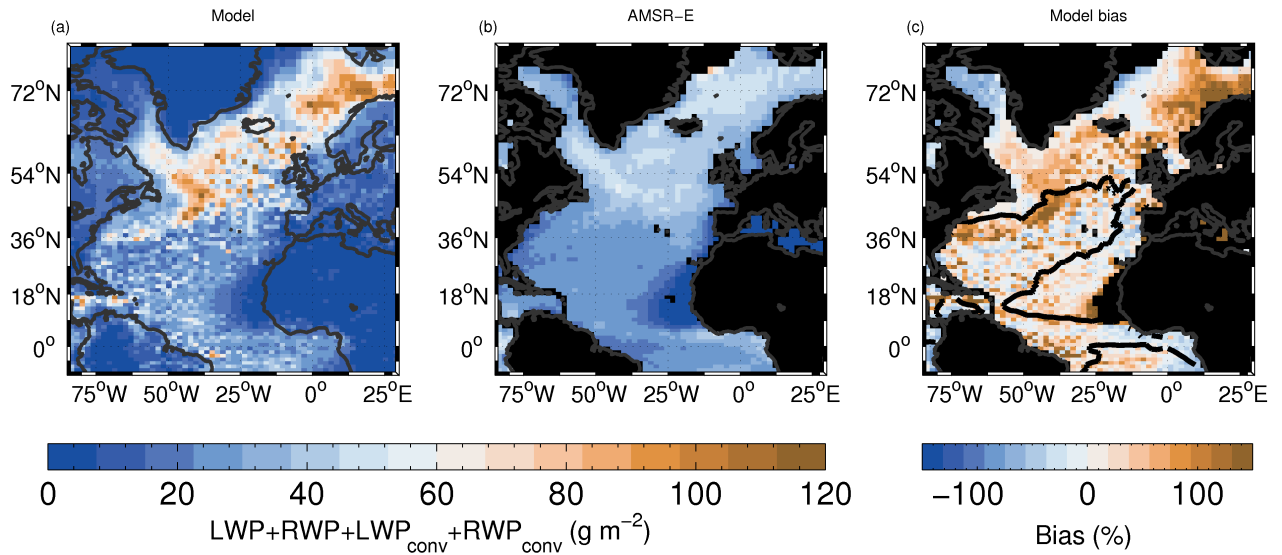 (a) Model
(b) AMSR−E
(c) Model bias
72°N 72°N 72°N
54°N 54°N 54°N
36°N 36°N 36°N
18°N 18°N 18°N
0° 0° 0°
75°W 50°W 25°W 0° 25°E 75°W 50°W 25°W 0° 25°E 75°W 50°W 25°W 0° 25°E
0 20 40 60 80 100 120 −100 0 100
LWP+RWP+LWP_conv+RWP_conv (g m⁻²) Bias (%)